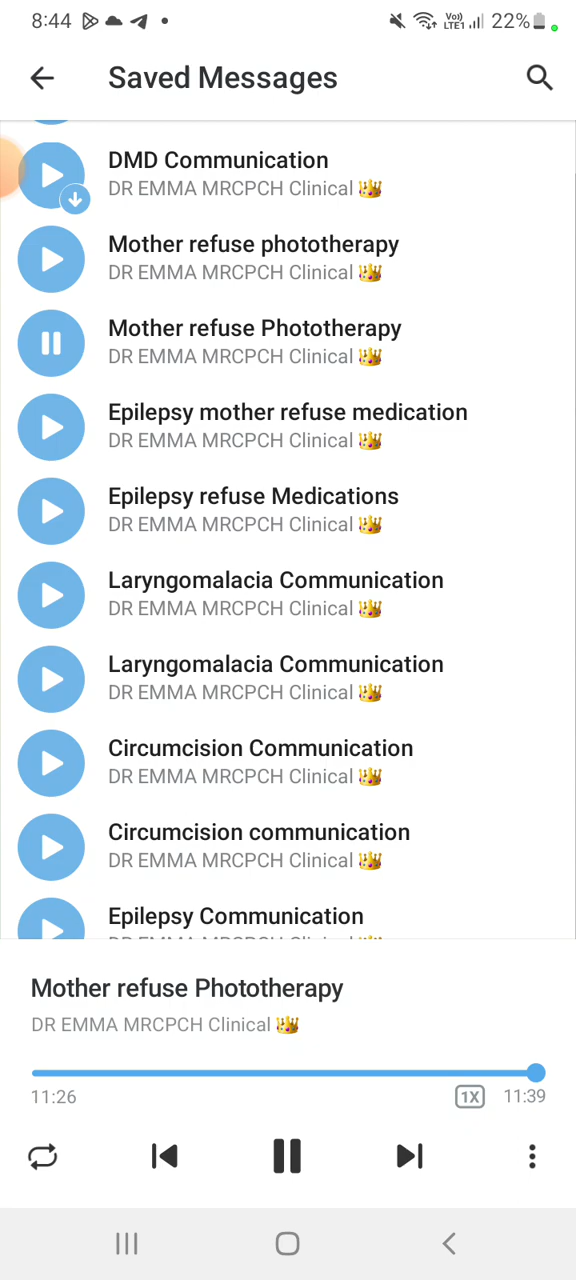 8:44
Vo))
LTE1
22%
Saved Messages
DMD Communication
DR EMMA MRCPCH Clinical 👑
Mother refuse phototherapy
DR EMMA MRCPCH Clinical 👑
Mother refuse Phototherapy
DR EMMA MRCPCH Clinical 👑
Epilepsy mother refuse medication
DR EMMA MRCPCH Clinical 👑
Epilepsy refuse Medications
DR EMMA MRCPCH Clinical 👑
Laryngomalacia Communication
DR EMMA MRCPCH Clinical 👑
Laryngomalacia Communication
DR EMMA MRCPCH Clinical 👑
Circumcision Communication
DR EMMA MRCPCH Clinical 👑
Circumcision communication
DR EMMA MRCPCH Clinical 👑
Epilepsy Communication
Mother refuse Phototherapy
DR EMMA MRCPCH Clinical 👑
11:26
1X
11:39